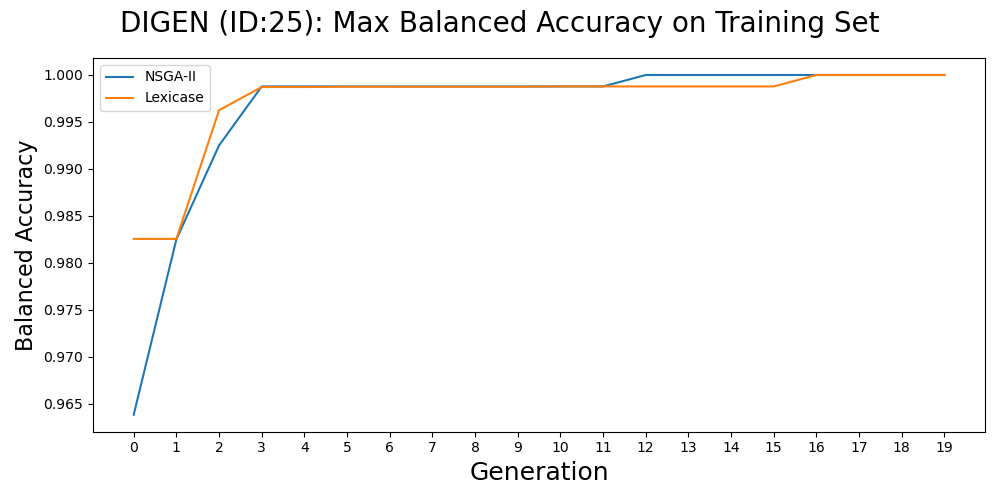 DIGEN (ID:25): Max Balanced Accuracy on Training Set
NSGA-II
Lexicase
Balanced Accuracy
1.000
0.995
0.990
0.985
0.980
0.975
0.970
0.965
0 1 2 3 4 5 6 7 8 9 10 11 12 13 14 15 16 17 18 19
Generation